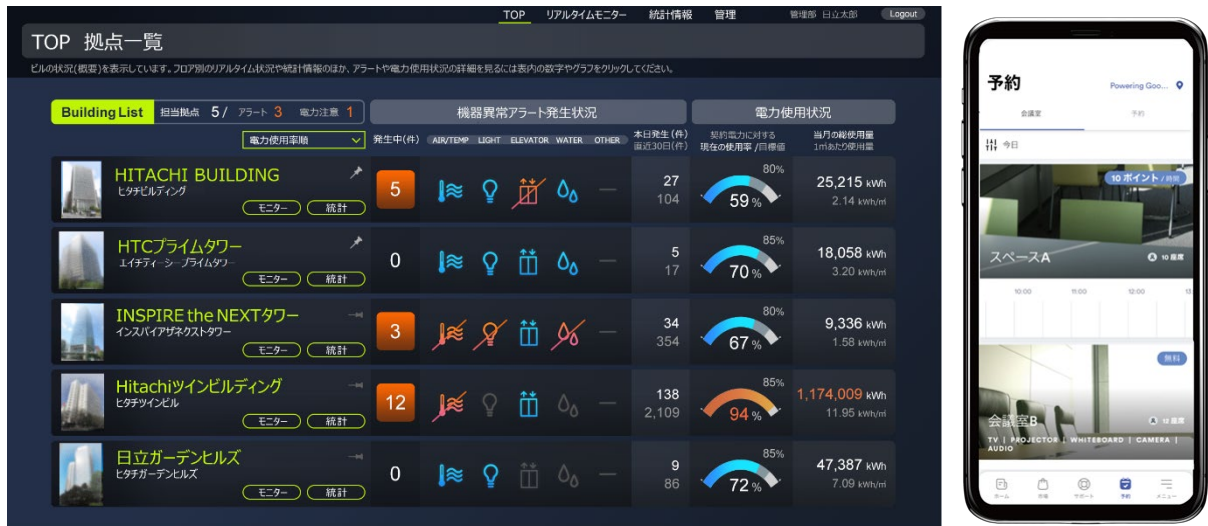 TOP リアルタイムモニター 統計情報 管理 管理部 日立太郎 Logout
TOP 拠点一覧
ビルの状況(概要)を表示しています。フロア別のリアルタイム状況や統計情報のほか、アラートや電力使用状況の詳細を見るには表内の数字やグラフをクリックしてください。
Building List 担当拠点 5/ アラート 3 電力注意 1 機器異常アラート発生状況 電力使用状況
電力使用率順 発生中(件) AIR/TEMP LIGHT ELEVATOR WATER OTHER 本日発生(件) 契約電力に対する 当月の総使用量
直近30日(件) 現在の使用率/目標値 1㎡あたり使用量
HITACHI BUILDING
ヒタチビルディング
モニター 統計
5 — 27 80% 25,215 kWh
104 59% 2.14 kWh/㎡
HTCプライムタワー
エイチティーシープライムタワー
モニター 統計
0 — 5 85% 18,058 kWh
17 70% 3.20 kWh/㎡
INSPIRE the NEXTタワー
インスパイアザネクストタワー
モニター 統計
3 — 34 80% 9,336 kWh
354 67% 1.58 kWh/㎡
Hitachiツインビルディング
ヒタチツインビル
モニター 統計
12 — 138 85% 1,174,009 kWh
2,109 94% 11.95 kWh/㎡
日立ガーデンヒルズ
ヒタチガーデンヒルズ
モニター 統計
0 — 9 85% 47,387 kWh
86 72% 7.09 kWh/㎡
予約 Powering Goo...
会議室 予約
今日
10 ポイント / 時間
スペースA 10 座席
10:00 11:00 12:00 13:
無料
会議室B 12 座席
TV | PROJECTOR | WHITEBOARD | CAMERA |
AUDIO
ホーム サポート 予約 メニュー